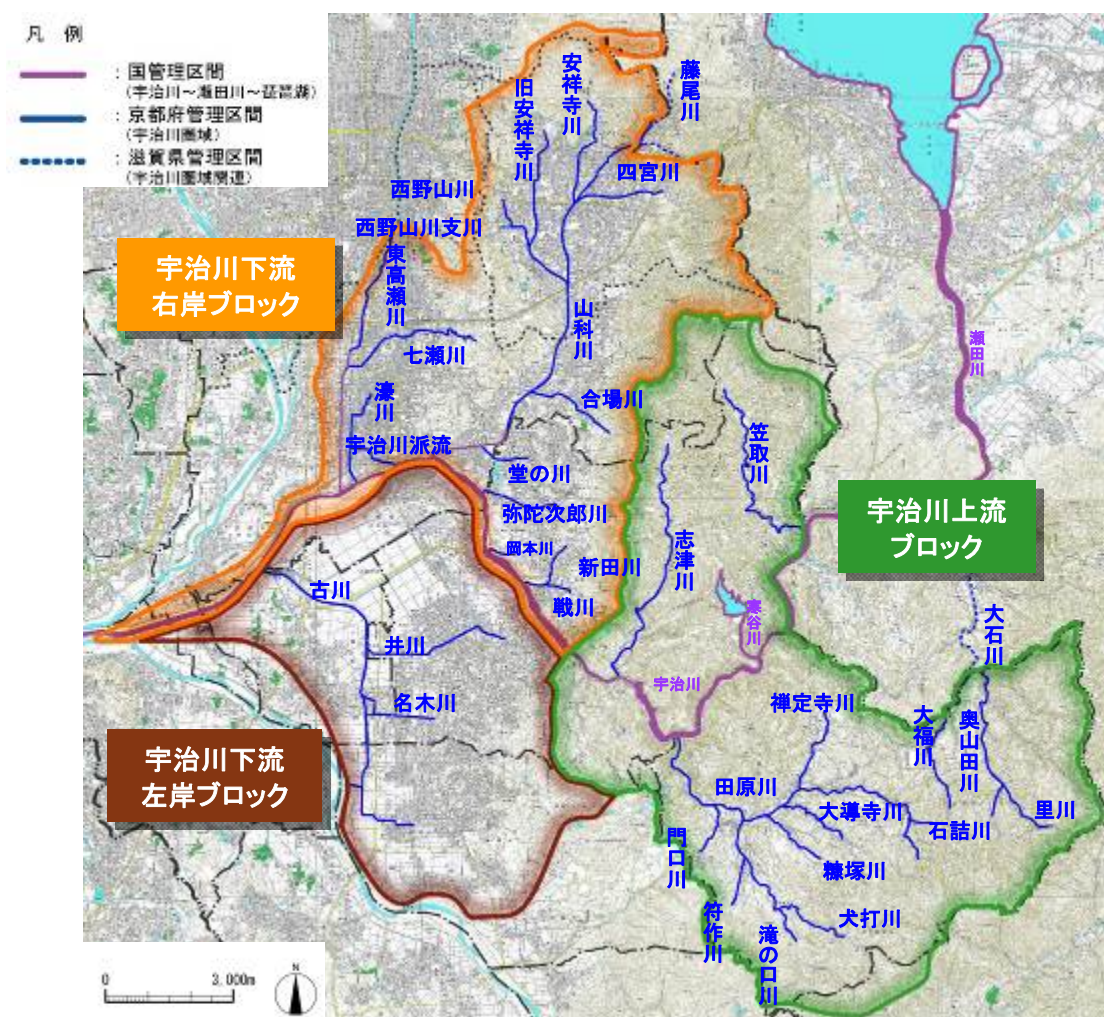 凡 例
：国管理区間
（宇治川～瀬田川～琵琶湖）
：京都府管理区間
（宇治川圏域）
：滋賀県管理区間
（宇治川圏域関連）
藤尾川
安祥寺川
旧安祥寺川
四宮川
西野山川
西野山川支川
東高瀬川
宇治川下流
右岸ブロック
山科川
七瀬川
瀬田川
濠川
合場川
笠取川
宇治川派流
堂の川
宇治川上流
ブロック
弥陀次郎川
志津川
岡本川
新田川
戦川
古川
井川
大石川
宇治川
名木川
禅定寺川
大福川
奥山田川
宇治川下流
左岸ブロック
田原川
大導寺川
石詰川
里川
門口川
糠塚川
符作川
犬打川
滝の口川
0
3,000m
N